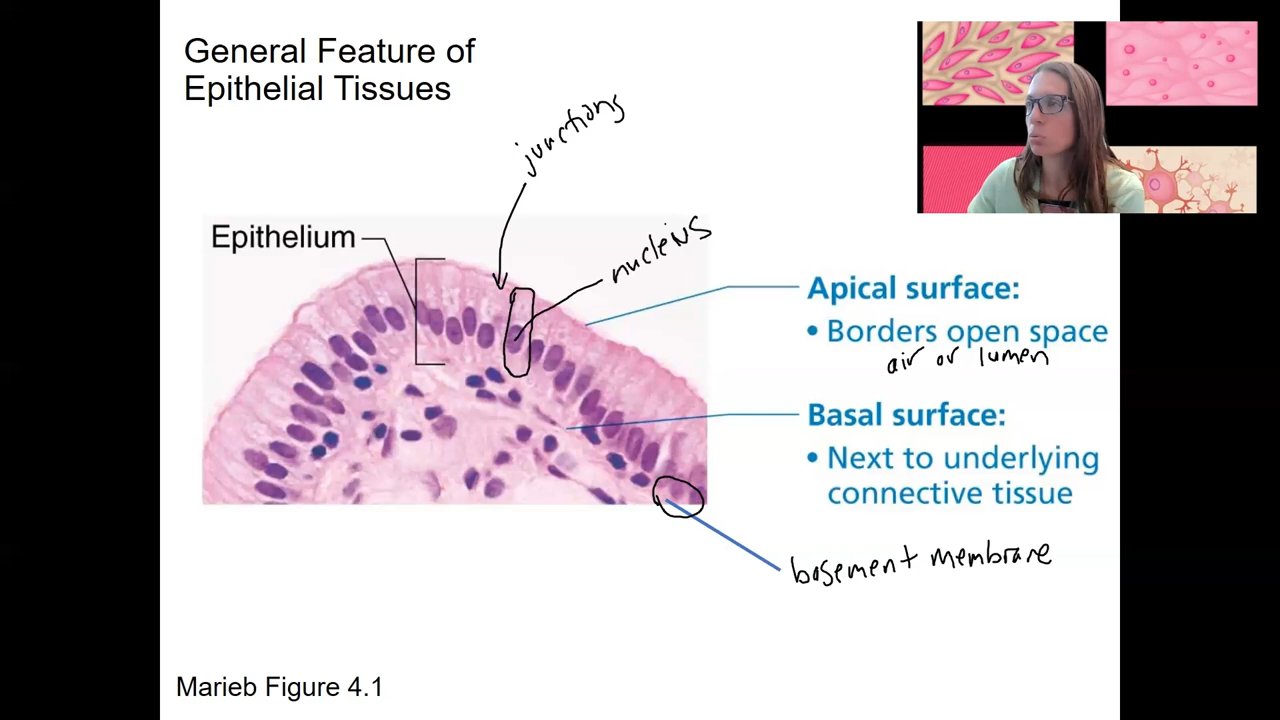 General Feature of
Epithelial Tissues
junctions
Epithelium
nucleus
Apical surface:
• Borders open space
air or lumen
Basal surface:
• Next to underlying
connective tissue
basement membrane
Marieb Figure 4.1